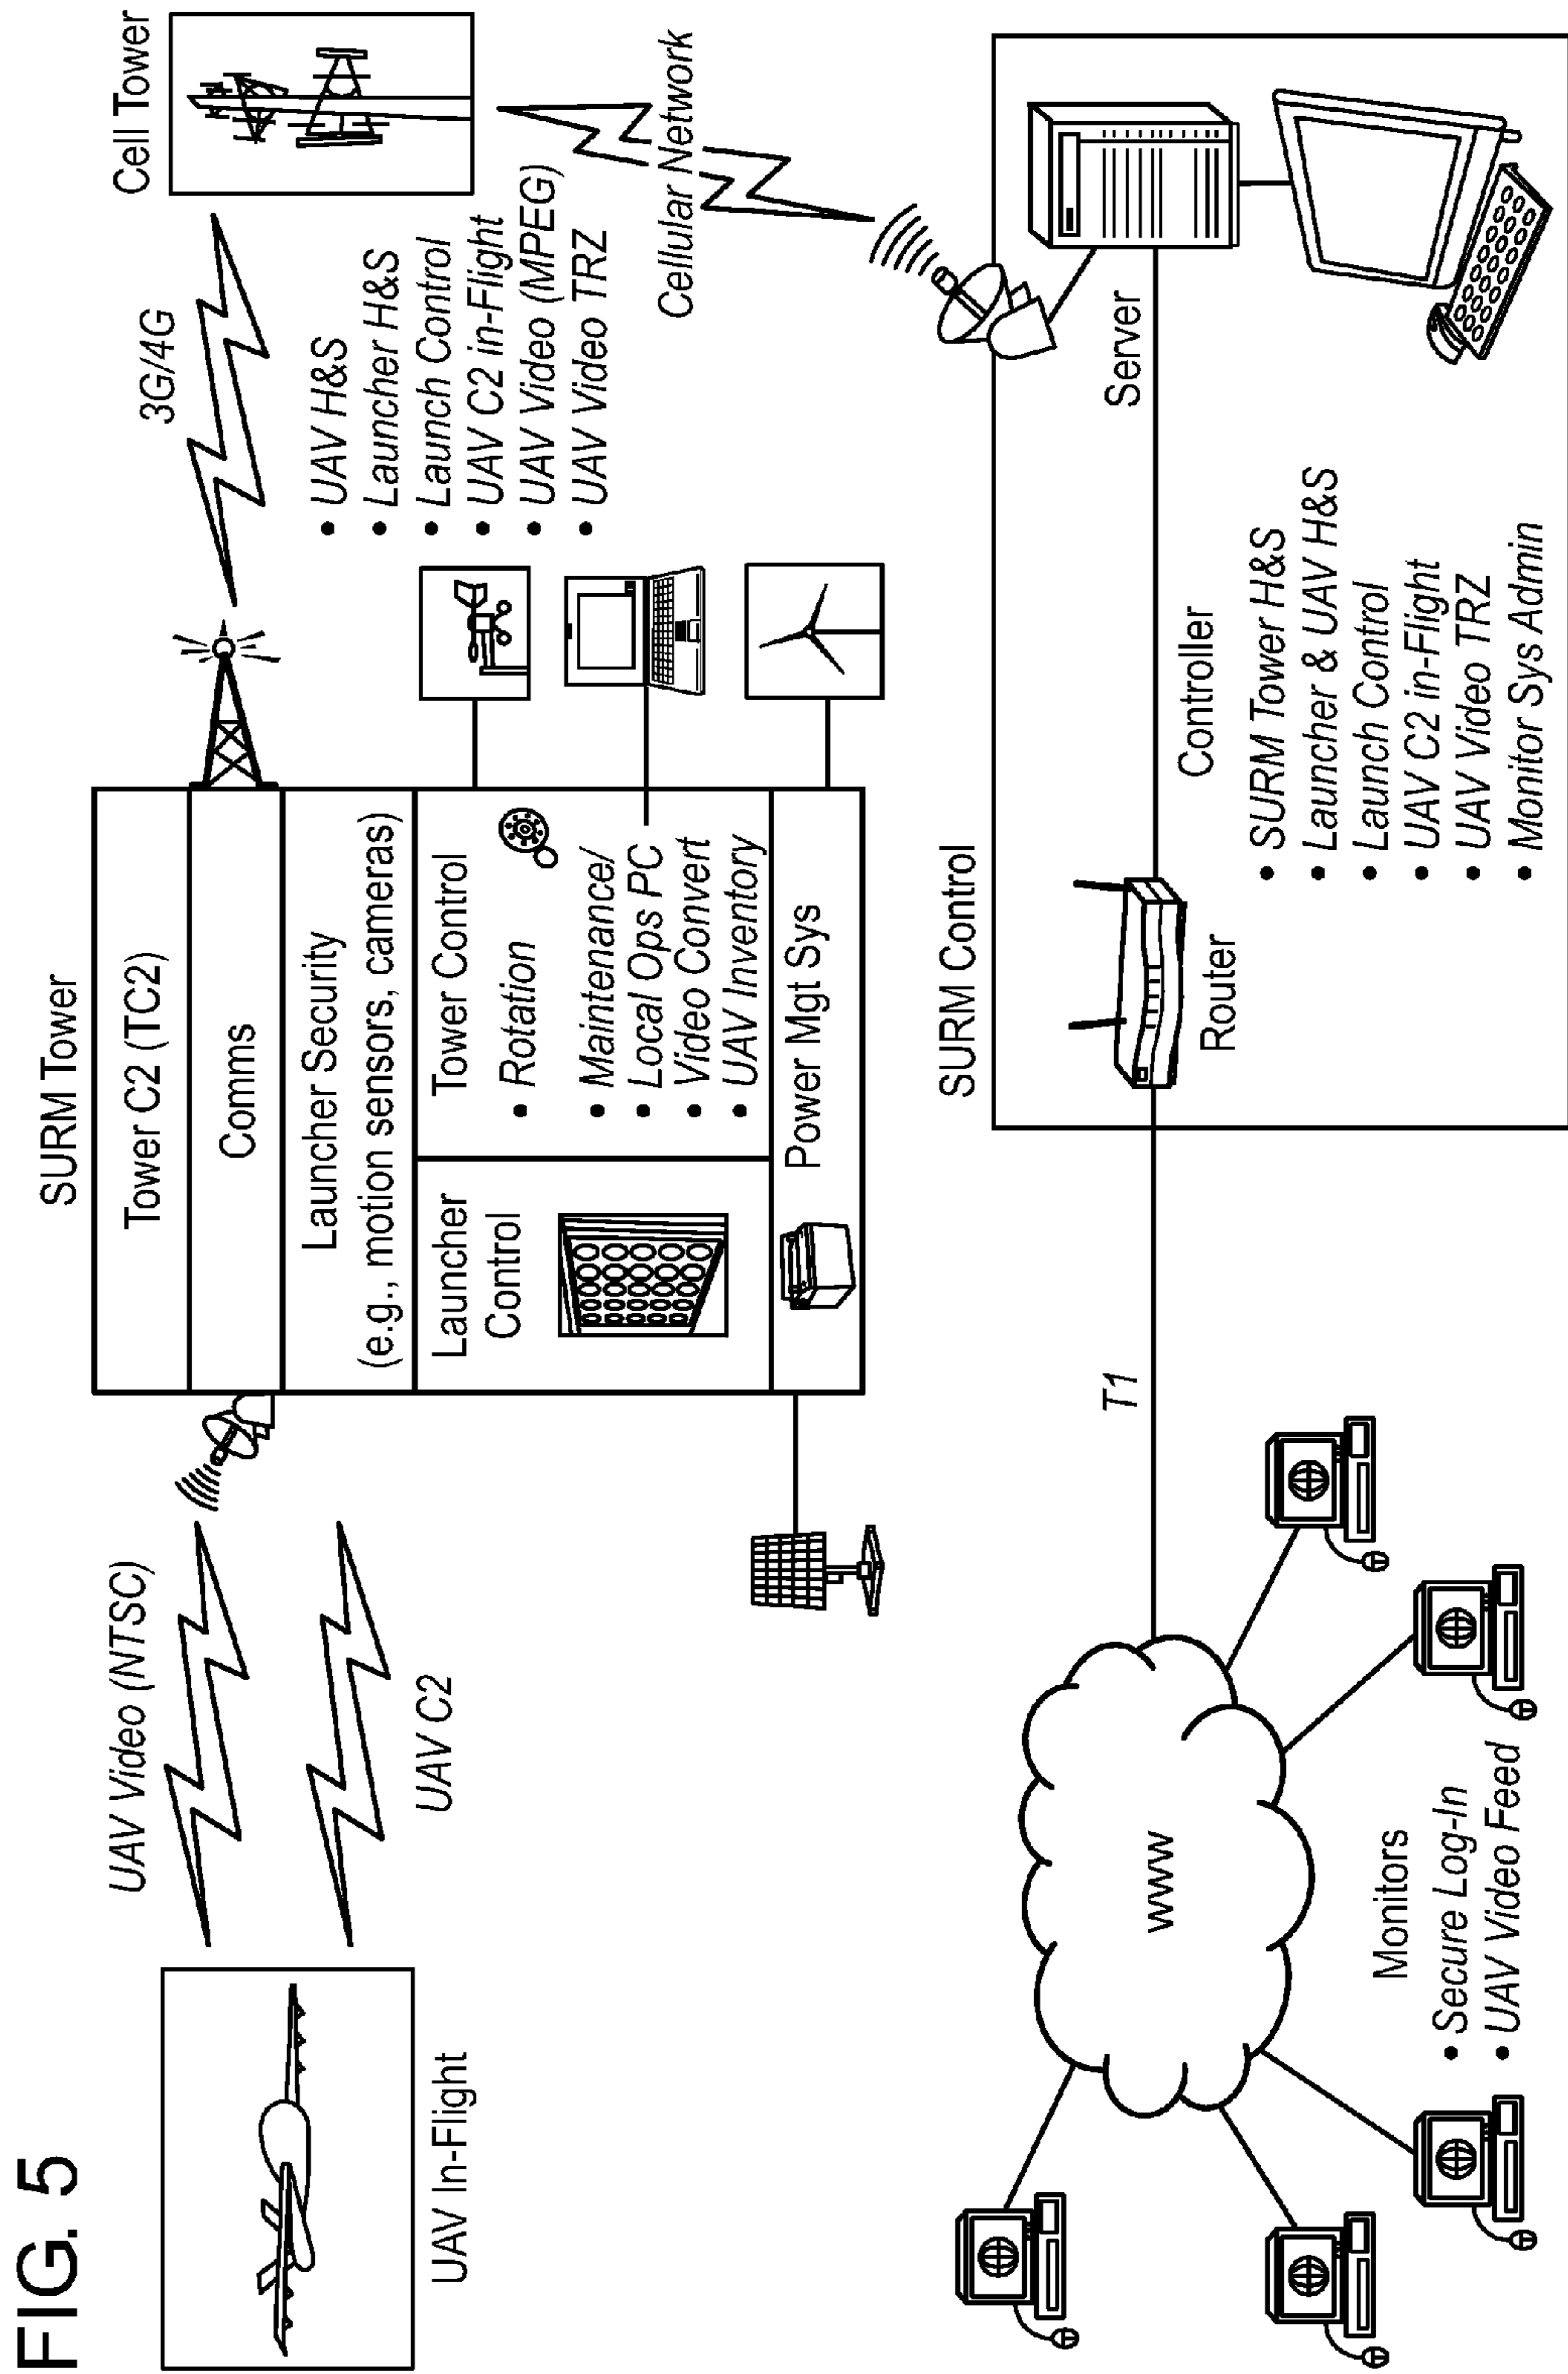 FIG. 5
UAV In-Flight
UAV Video (NTSC)
UAV C2
SURM Tower
Tower C2 (TC2)
Comms
Launcher Security
(e.g., motion sensors, cameras)
Launcher
Control
Tower Control
• Rotation
• Maintenance/
• Local Ops PC
• Video Convert
• UAV Inventory
Power Mgt Sys
3G/4G
Cell Tower
• UAV H&S
• Launcher H&S
• Launch Control
• UAV C2 in-Flight
• UAV Video (MPEG)
• UAV Video TRZ
Cellular Network
www
Monitors
• Secure Log-In
• UAV Video Feed
T1
SURM Control
Router
Server
Controller
• SURM Tower H&S
• Launcher & UAV H&S
• Launch Control
• UAV C2 in-Flight
• UAV Video TRZ
• Monitor Sys Admin